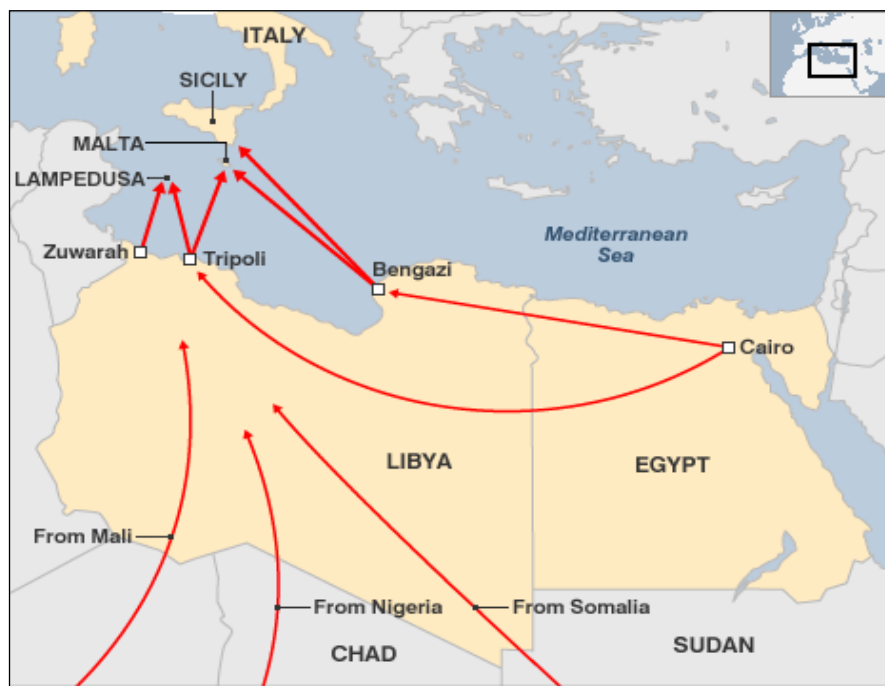 ITALY
SICILY
MALTA
LAMPEDUSA
Zuwarah
Tripoli
Bengazi
Mediterranean
Sea
Cairo
LIBYA
EGYPT
From Mali
From Nigeria
From Somalia
CHAD
SUDAN